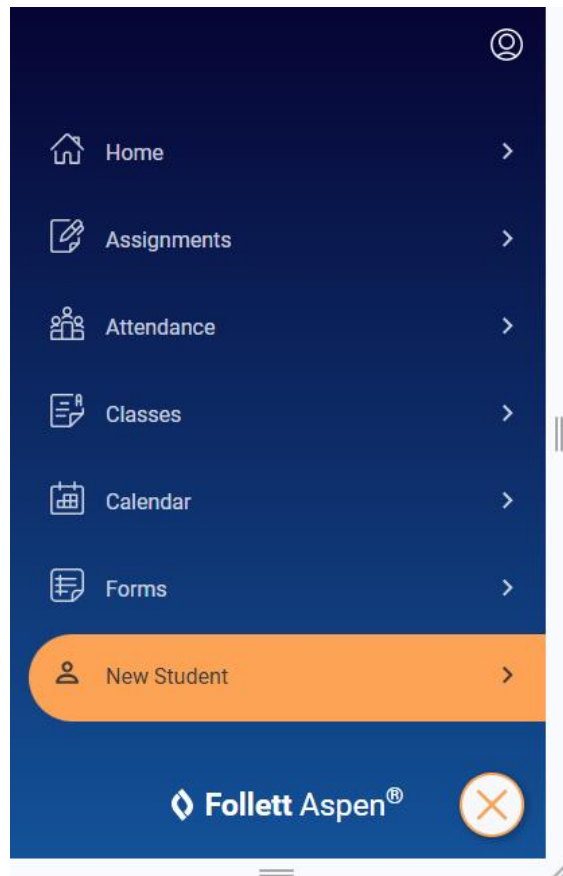 Home
Assignments
Attendance
Classes
Calendar
Forms
New Student
Follett Aspen®